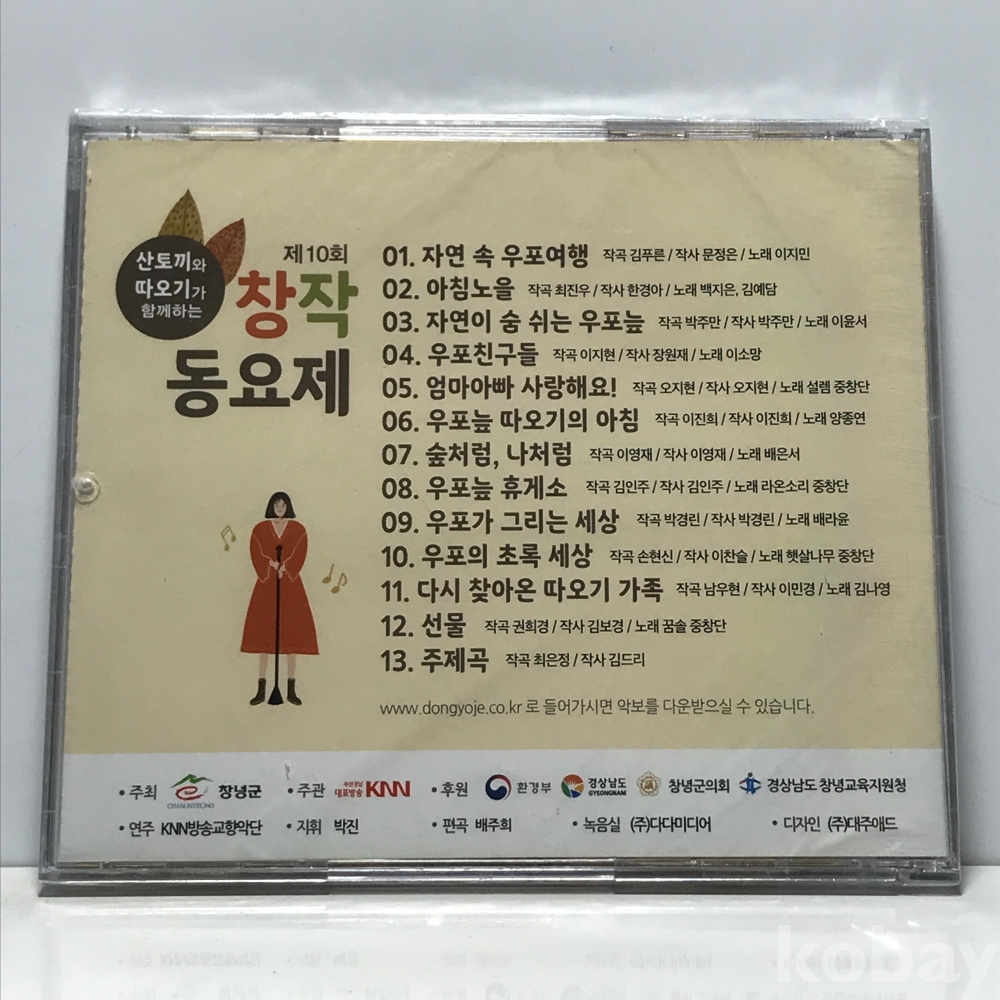 산토끼와
따오기가
함께하는
제10회
창작
동요제
01. 자연 속 우포여행 작곡 김푸른 / 작사 문정은 / 노래 이지민
02. 아침노을 작곡 최진우 / 작사 한경아 / 노래 백지은, 김예담
03. 자연이 숨 쉬는 우포늪 작곡 박주만 / 작사 박주만 / 노래 이윤서
04. 우포친구들 작곡 이지현 / 작사 장원재 / 노래 이소망
05. 엄마아빠 사랑해요! 작곡 오지현 / 작사 오지현 / 노래 설렘 중창단
06. 우포늪 따오기의 아침 작곡 이진희 / 작사 이진희 / 노래 양종연
07. 숲처럼, 나처럼 작곡 이영재 / 작사 이영재 / 노래 배은서
08. 우포늪 휴게소 작곡 김인주 / 작사 김인주 / 노래 라온소리 중창단
09. 우포가 그리는 세상 작곡 박경린 / 작사 박경린 / 노래 배라윤
10. 우포의 초록 세상 작곡 손현신 / 작사 이찬슬 / 노래 햇살나무 중창단
11. 다시 찾아온 따오기 가족 작곡 남우현 / 작사 이민경 / 노래 김나영
12. 선물 작곡 권희경 / 작사 김보경 / 노래 꿈솔 중창단
13. 주제곡 작곡 최은정 / 작사 김드리
www.dongyoje.co.kr 로 들어가시면 악보를 다운받으실 수 있습니다.
• 주최 CHANGNYEONG 창녕군 • 주관 부산경남 대표방송 KNN • 후원 환경부 경상남도 GYEONGNAM 창녕군의회 경상남도 창녕교육지원청
• 연주 KNN방송교향악단 • 지휘 박진 • 편곡 배주희 • 녹음실 (주)다다미디어 • 디자인 (주)대주애드
kobay